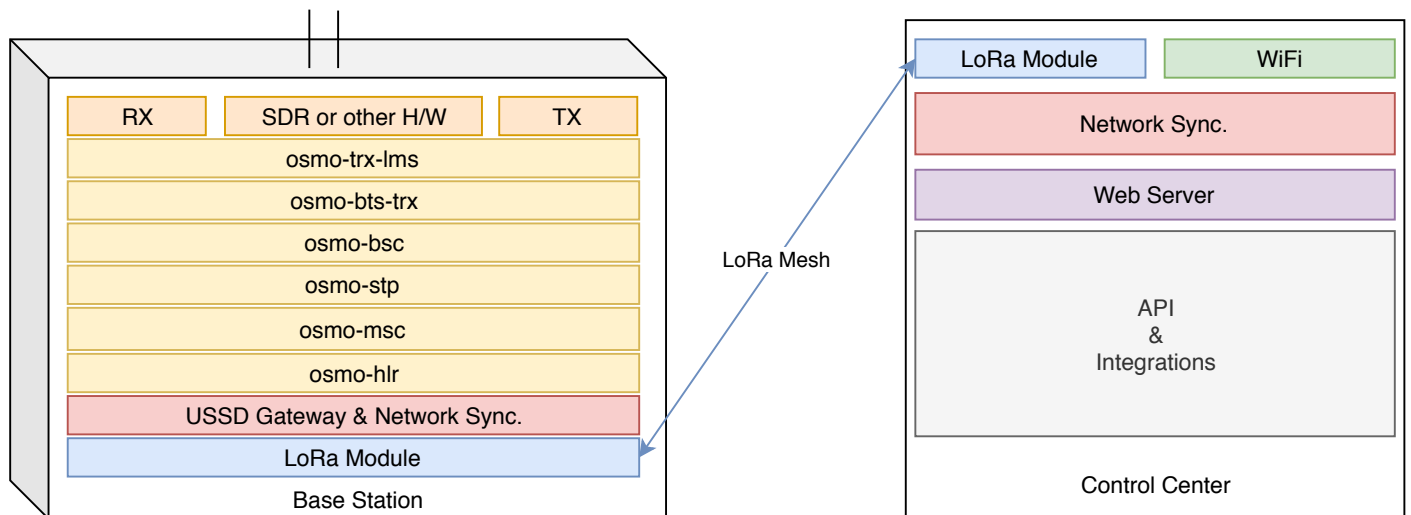 RX
SDR or other H/W
TX
osmo-trx-lms
osmo-bts-trx
osmo-bsc
osmo-stp
osmo-msc
osmo-hlr
USSD Gateway & Network Sync.
LoRa Module
Base Station
LoRa Mesh
LoRa Module
WiFi
Network Sync.
Web Server
API
&
Integrations
Control Center